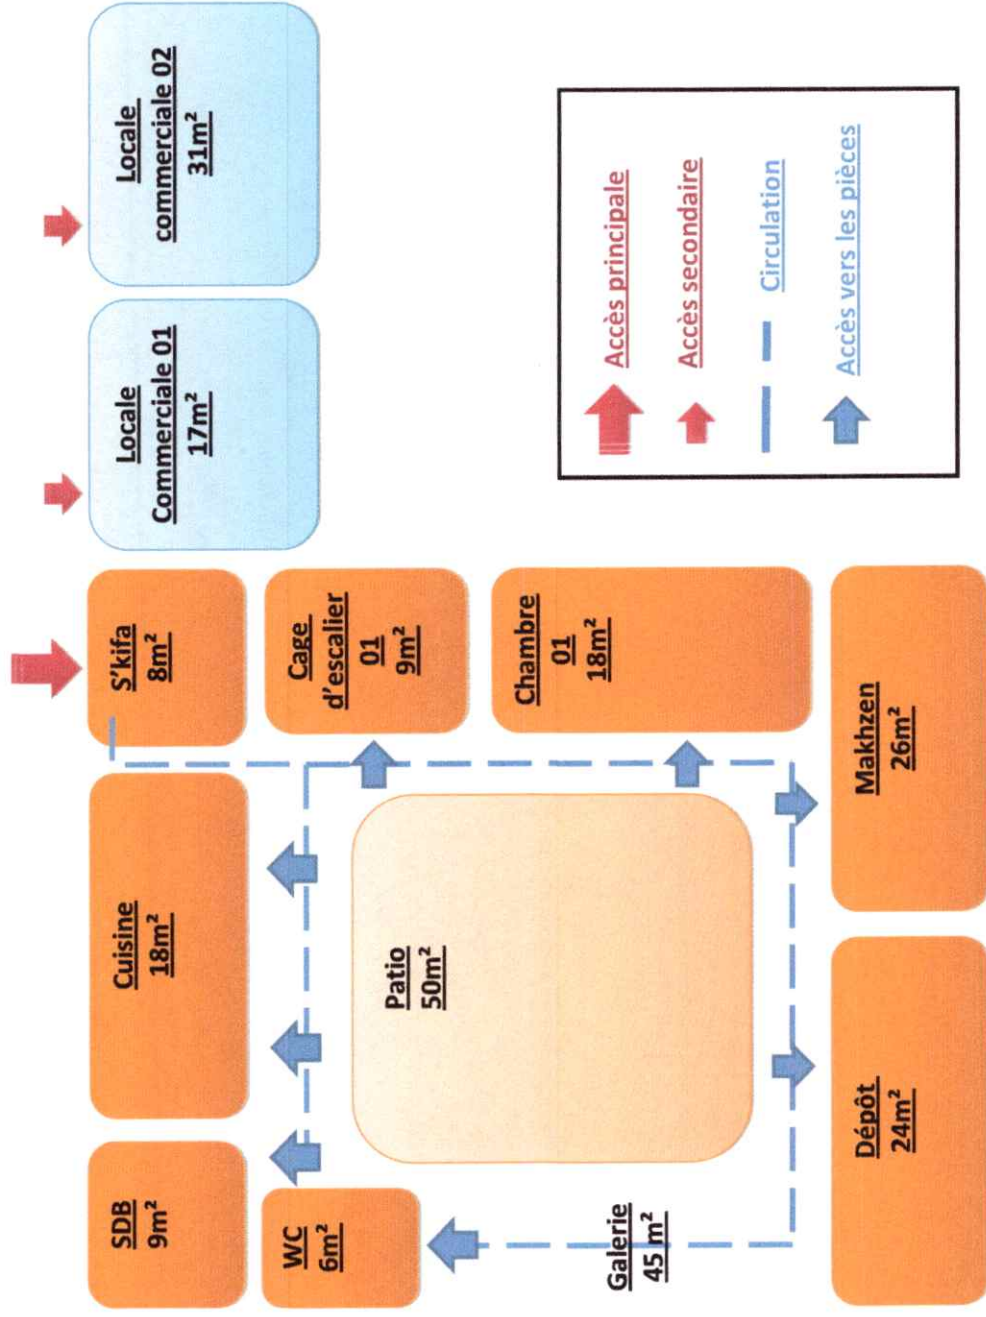 SDB
9m²
Cuisine
18m²
S'kifa
8m²
Locale
Commerciale 01
17m²
Locale
commerciale 02
31m²
WC
6m²
Cage
d'escalier
01
9m²
Patio
50m²
Chambre
01
18m²
Galerie
45 m²
Dépôt
24m²
Makhzen
26m²
Accès principale
Accès secondaire
Circulation
Accès vers les pièces